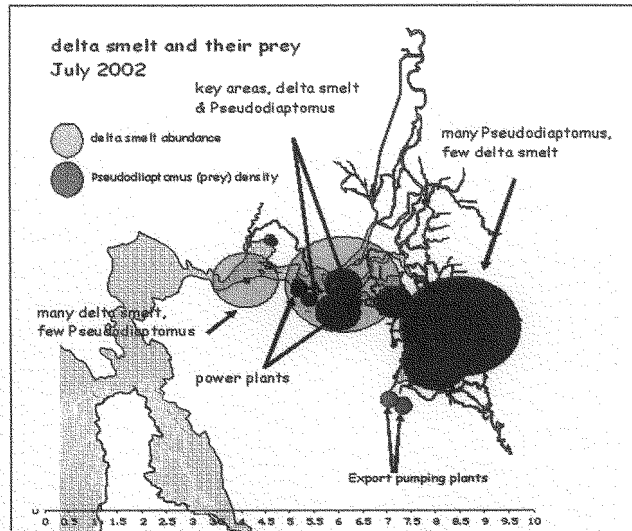 delta smelt and their prey
July 2002
key areas, delta smelt
& Pseudodiaptomus
many Pseudodiaptomus,
few delta smelt
delta smelt abundance
Pseudodiaptomus (prey) density
many delta smelt,
few Pseudodiaptomus
power plants
Export pumping plants
0 0.5 1.5 2 2.5 3 3.5 4 4.5 5 5.5 6 6.5 7 7.5 8 8.5 9 9.5 10